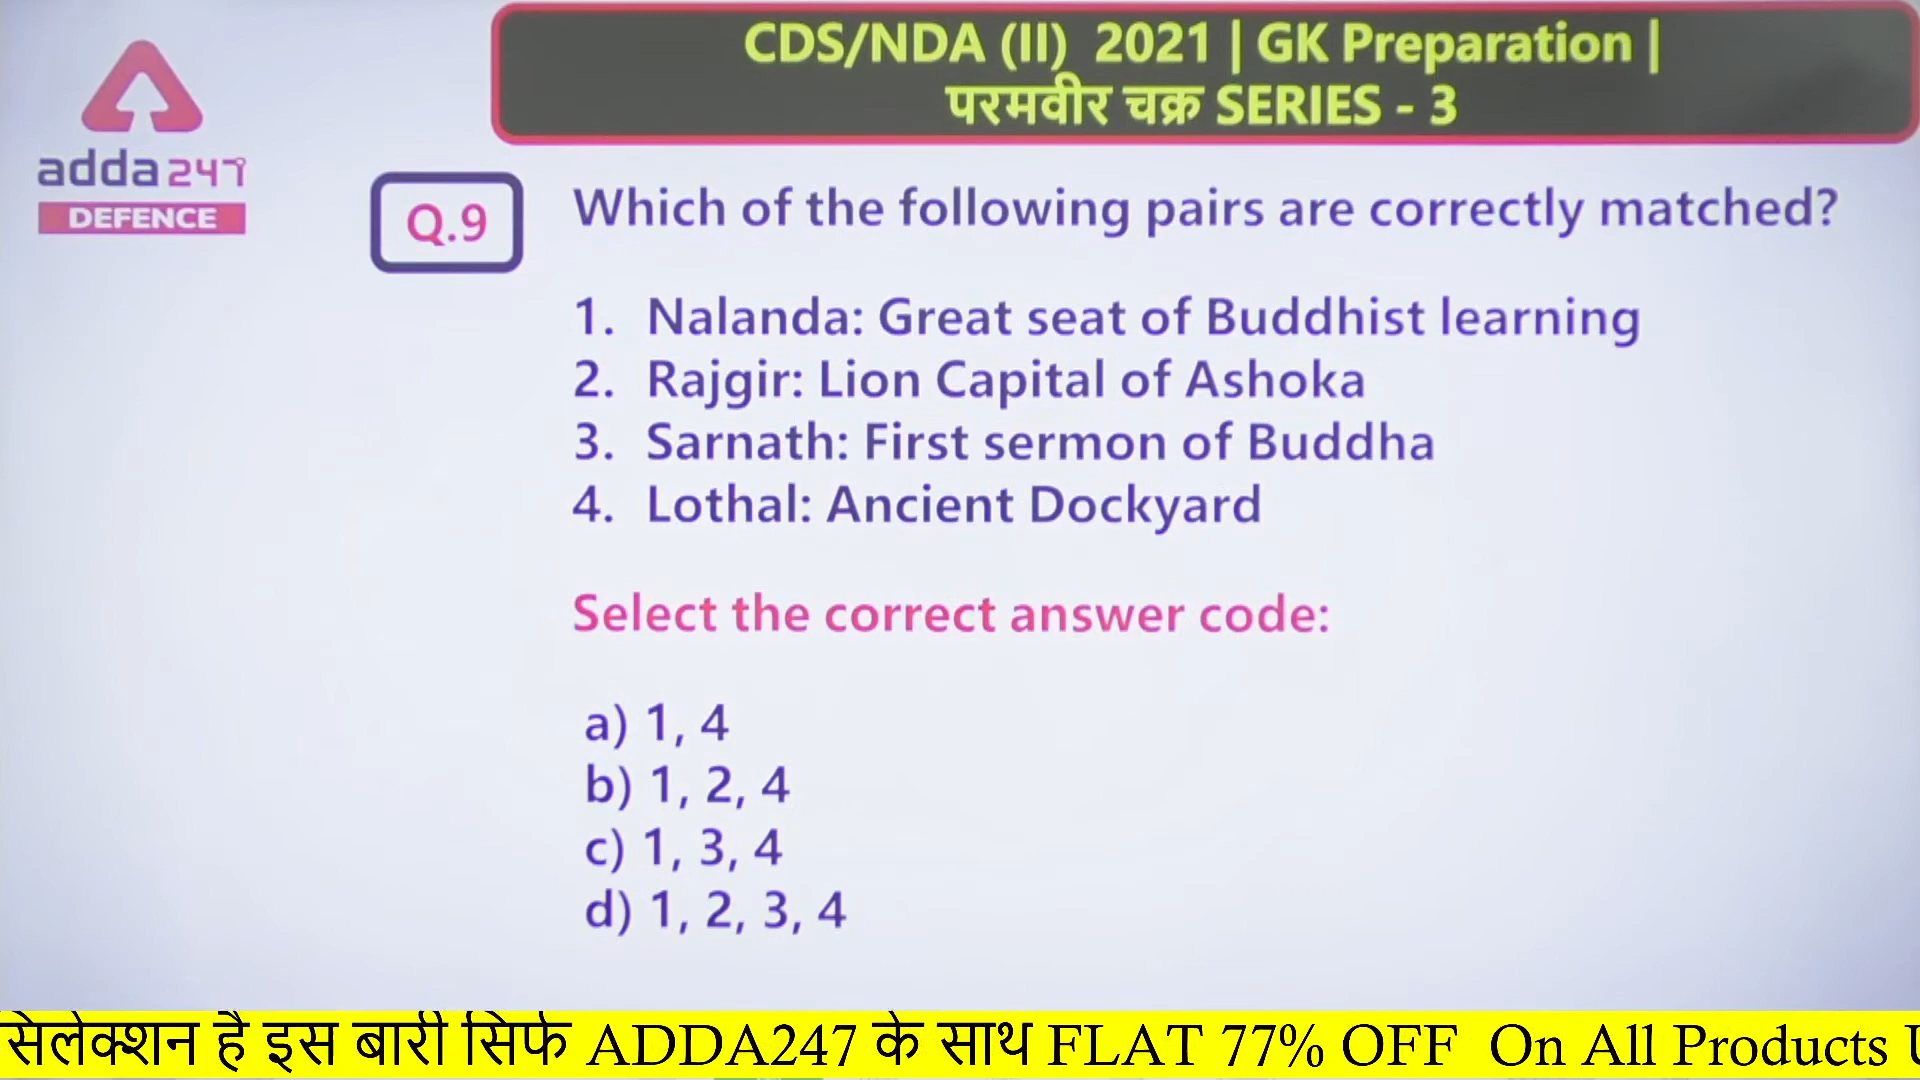 CDS/NDA (II) 2021 | GK Preparation |
परमवीर चक्र SERIES - 3
adda247
DEFENCE
Q.9
Which of the following pairs are correctly matched?
1. Nalanda: Great seat of Buddhist learning
2. Rajgir: Lion Capital of Ashoka
3. Sarnath: First sermon of Buddha
4. Lothal: Ancient Dockyard
Select the correct answer code:
a) 1, 4
b) 1, 2, 4
c) 1, 3, 4
d) 1, 2, 3, 4
सिलेक्शन है इस बारी सिर्फ ADDA247 के साथ FLAT 77% OFF On All Products